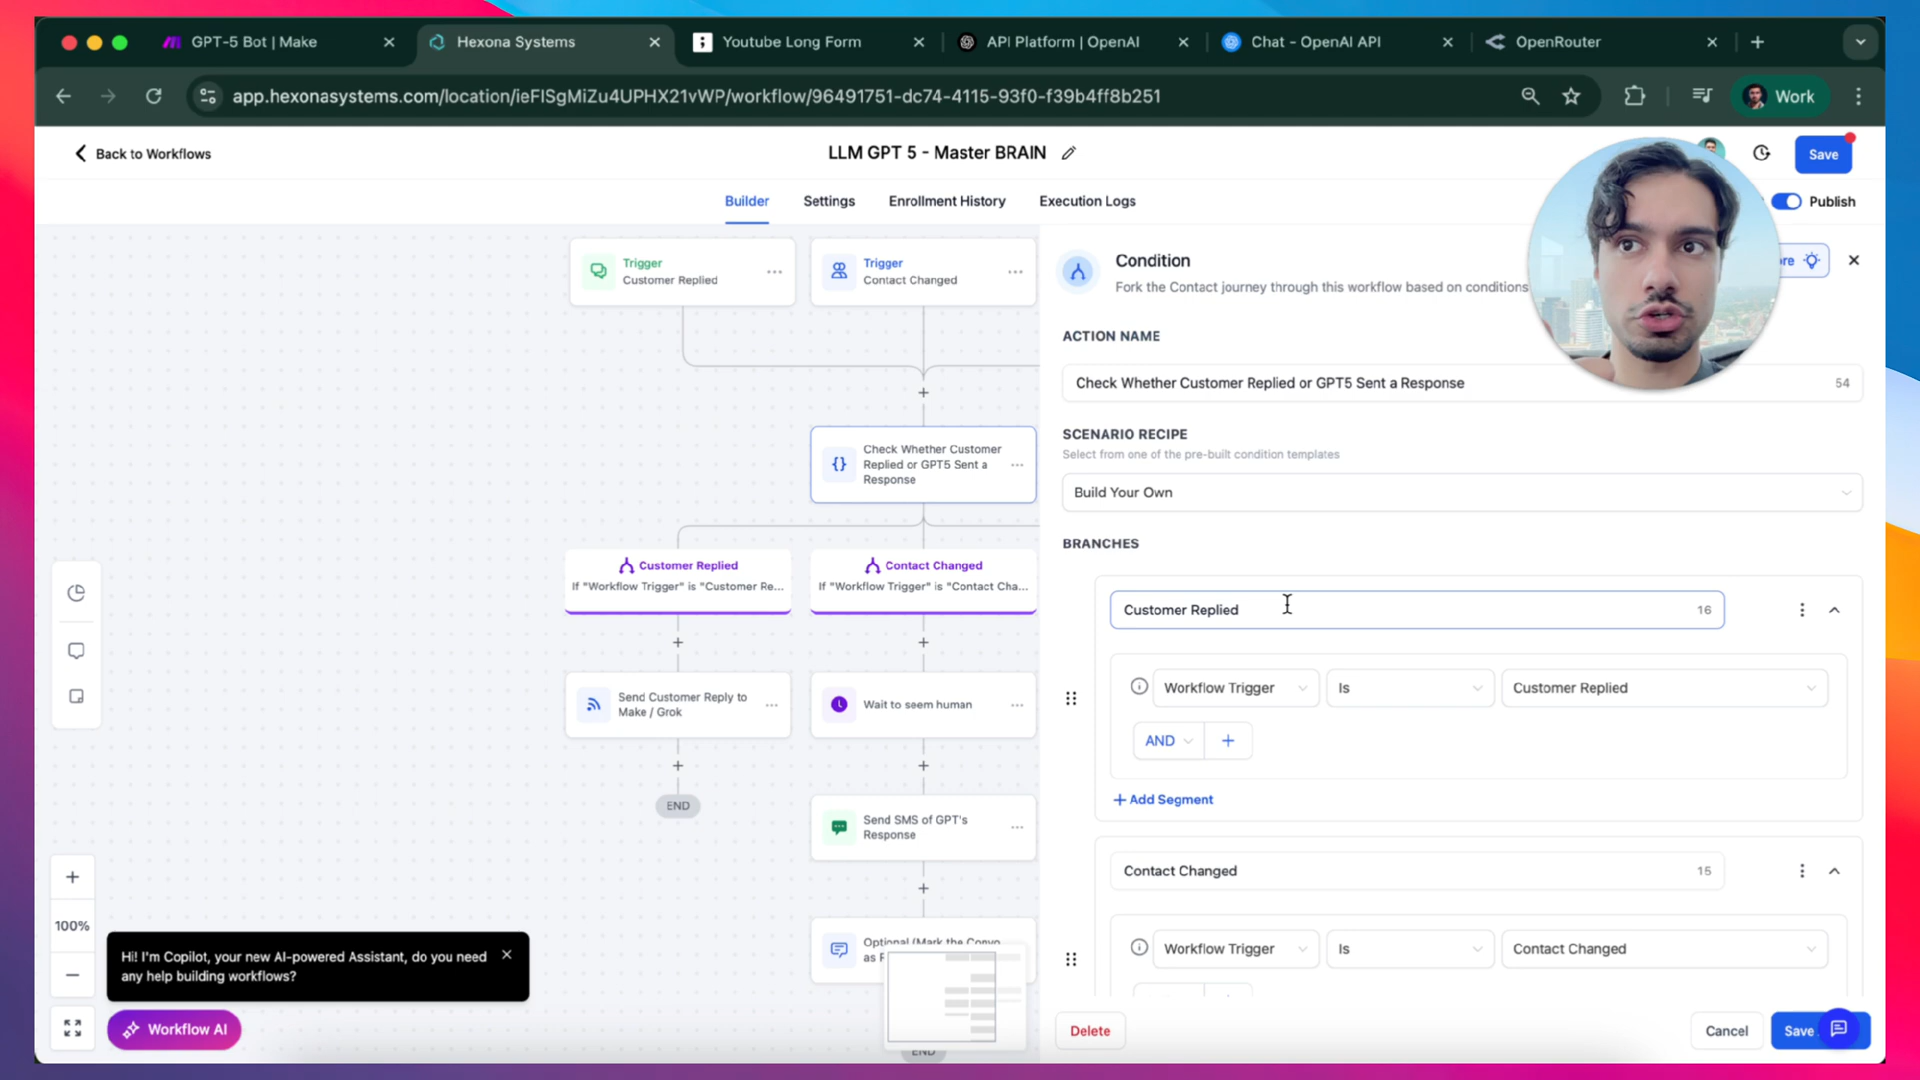 GPT-5 Bot | Make
Hexona Systems
Youtube Long Form
API Platform | OpenAI
Chat - OpenAI API
OpenRouter
app.hexonasystems.com/location/ieFISgMiZu4UPHX21vWP/workflow/96491751-dc74-4115-93f0-f39b4ff8b251
Work
Back to Workflows
LLM GPT 5 - Master BRAIN
Save
Builder
Settings
Enrollment History
Execution Logs
Publish
Trigger
Customer Replied
Trigger
Contact Changed
Check Whether Customer
Replied or GPT5 Sent a
Response
Customer Replied
If "Workflow Trigger" is "Customer Re...
Contact Changed
If "Workflow Trigger" is "Contact Cha...
Send Customer Reply to
Make / Grok
Wait to seem human
END
Send SMS of GPT's
Response
Optional (Mark the Convo
END
100%
Hi! I'm Copilot, your new AI-powered Assistant, do you need
any help building workflows?
Workflow AI
Condition
Fork the Contact journey through this workflow based on conditions
ACTION NAME
Check Whether Customer Replied or GPT5 Sent a Response
54
SCENARIO RECIPE
Select from one of the pre-built condition templates
Build Your Own
BRANCHES
Customer Replied
16
Workflow Trigger
Is
Customer Replied
AND
+ Add Segment
Contact Changed
15
Workflow Trigger
Is
Contact Changed
Delete
Cancel
Save